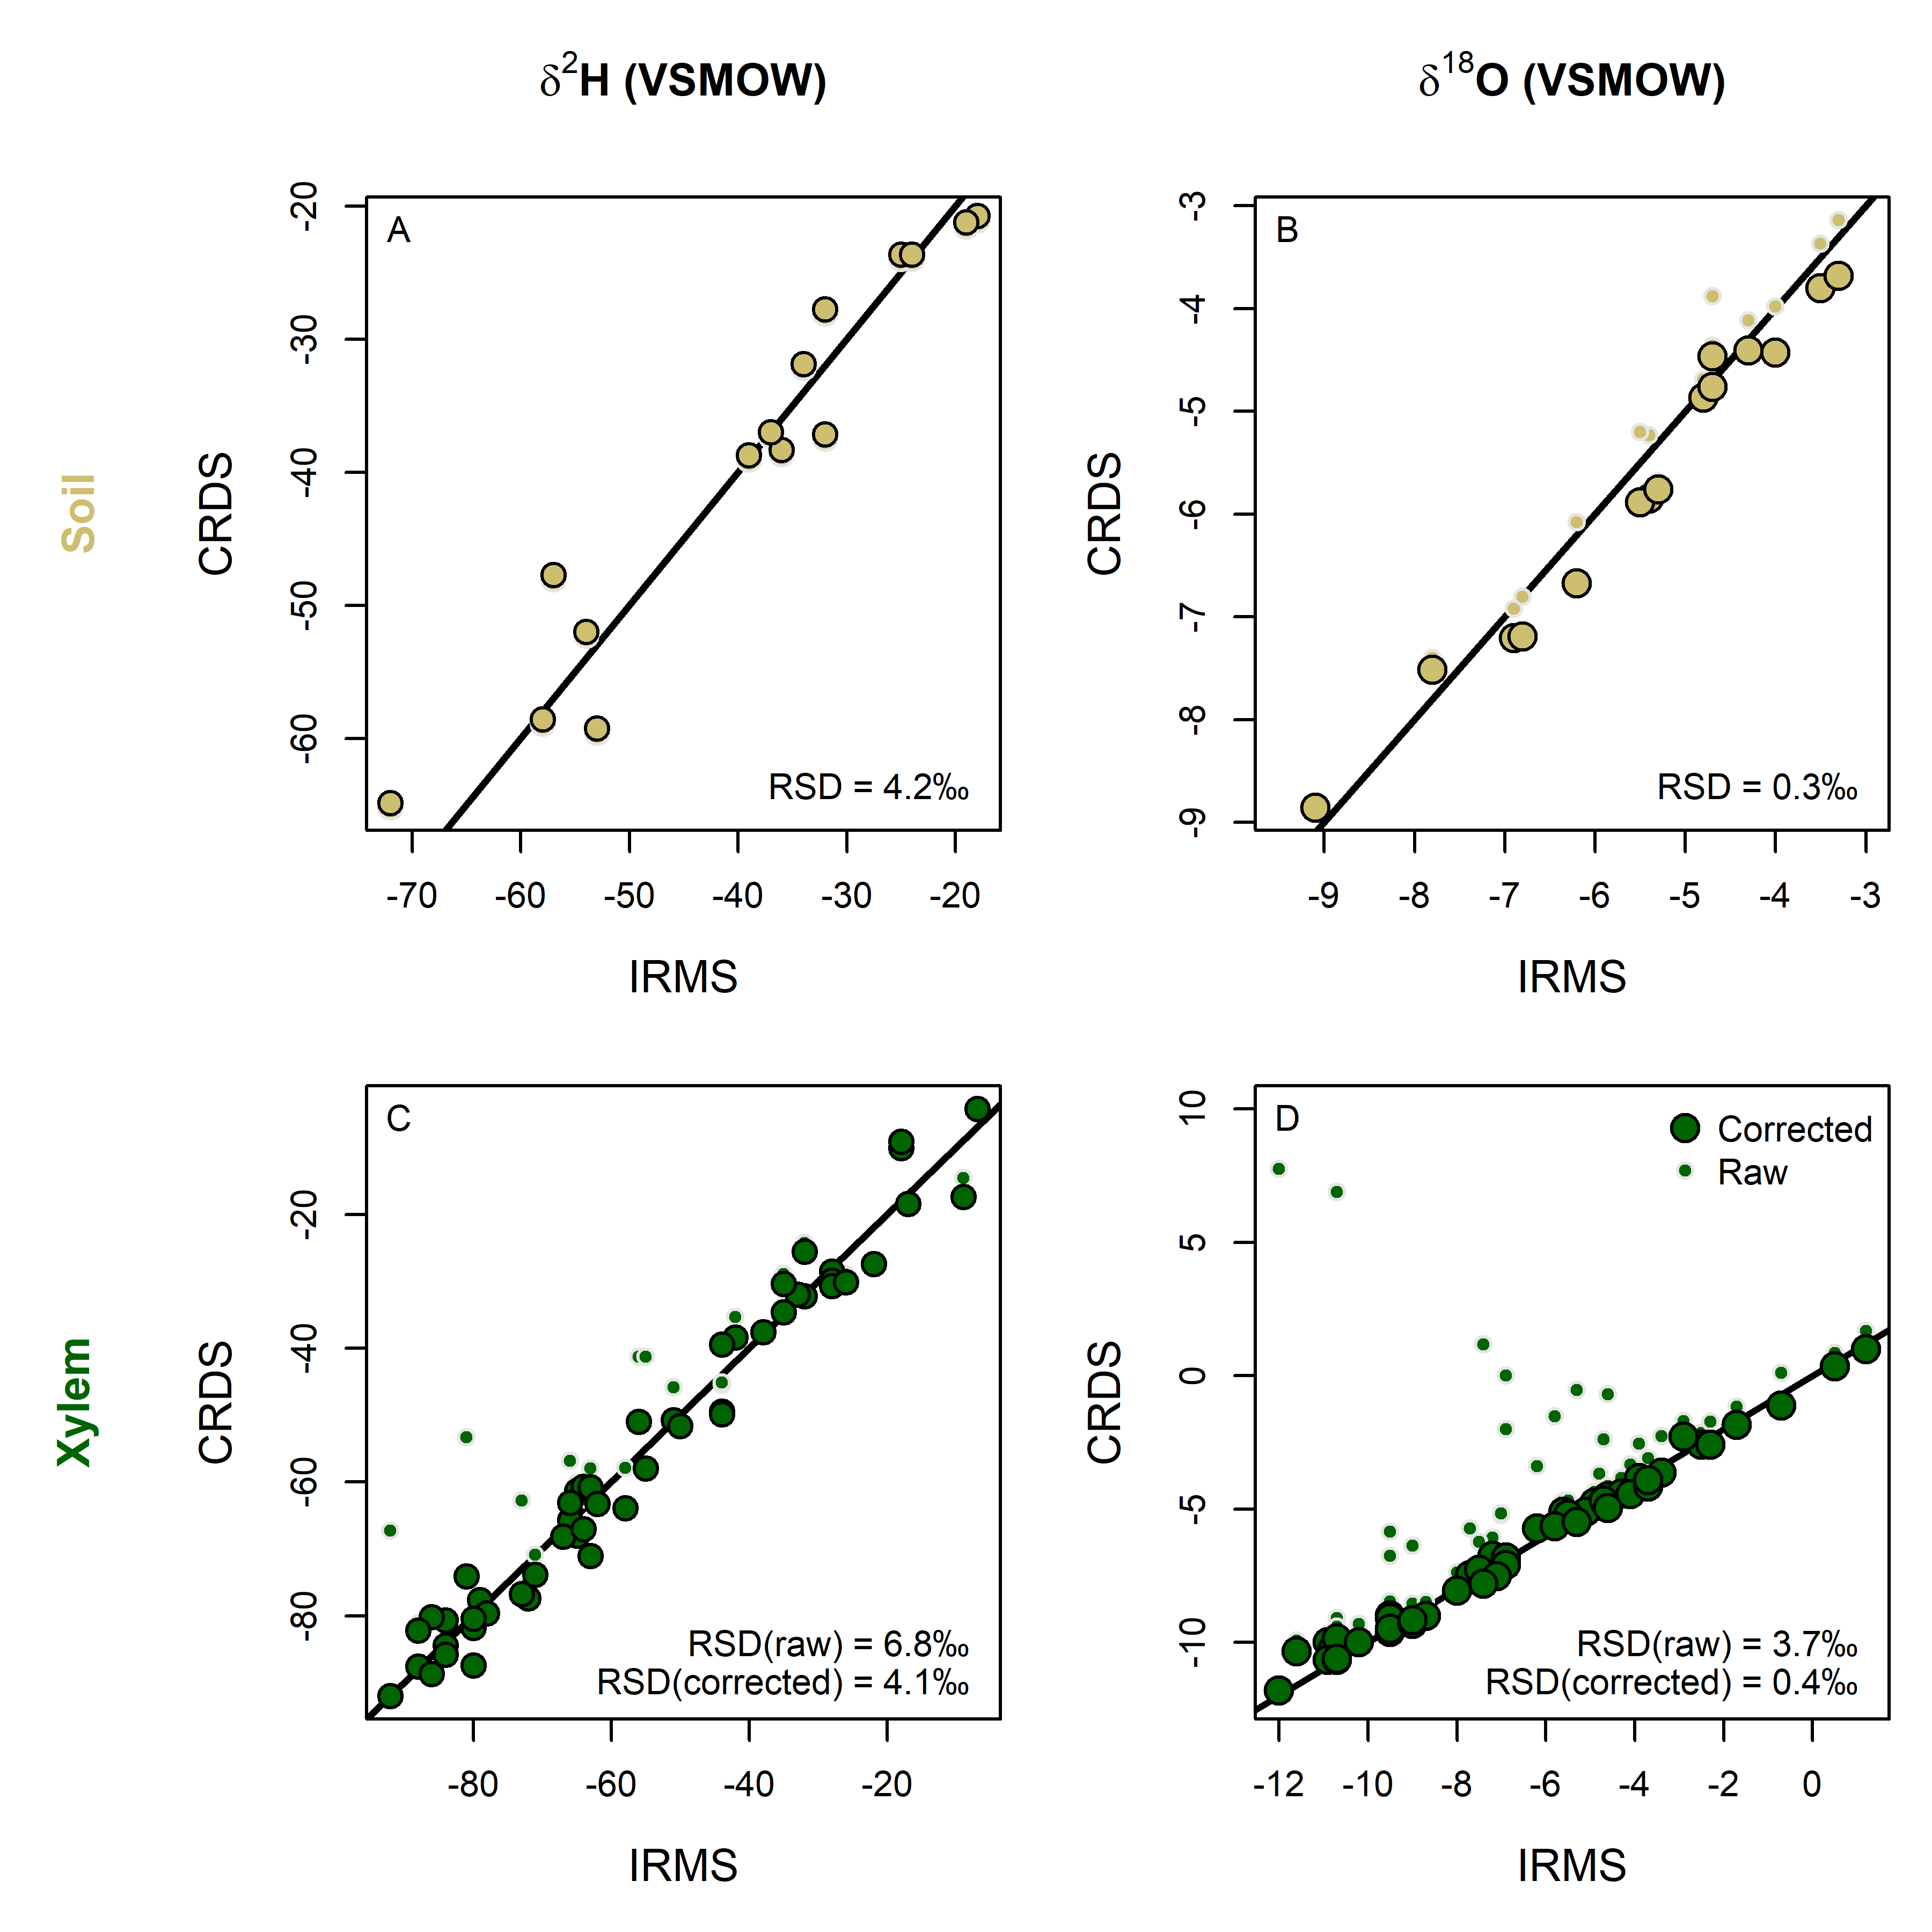 δ²H (VSMOW)
δ¹⁸O (VSMOW)
Soil
A
CRDS
-20
-30
-40
-50
-60
RSD = 4.2‰
-70 -60 -50 -40 -30 -20
IRMS
B
CRDS
-3
-4
-5
-6
-7
-8
-9
RSD = 0.3‰
-9 -8 -7 -6 -5 -4 -3
IRMS
Xylem
C
CRDS
-20
-40
-60
-80
RSD(raw) = 6.8‰
RSD(corrected) = 4.1‰
-80 -60 -40 -20
IRMS
D
Corrected
Raw
CRDS
10
5
0
-5
-10
RSD(raw) = 3.7‰
RSD(corrected) = 0.4‰
-12 -10 -8 -6 -4 -2 0
IRMS